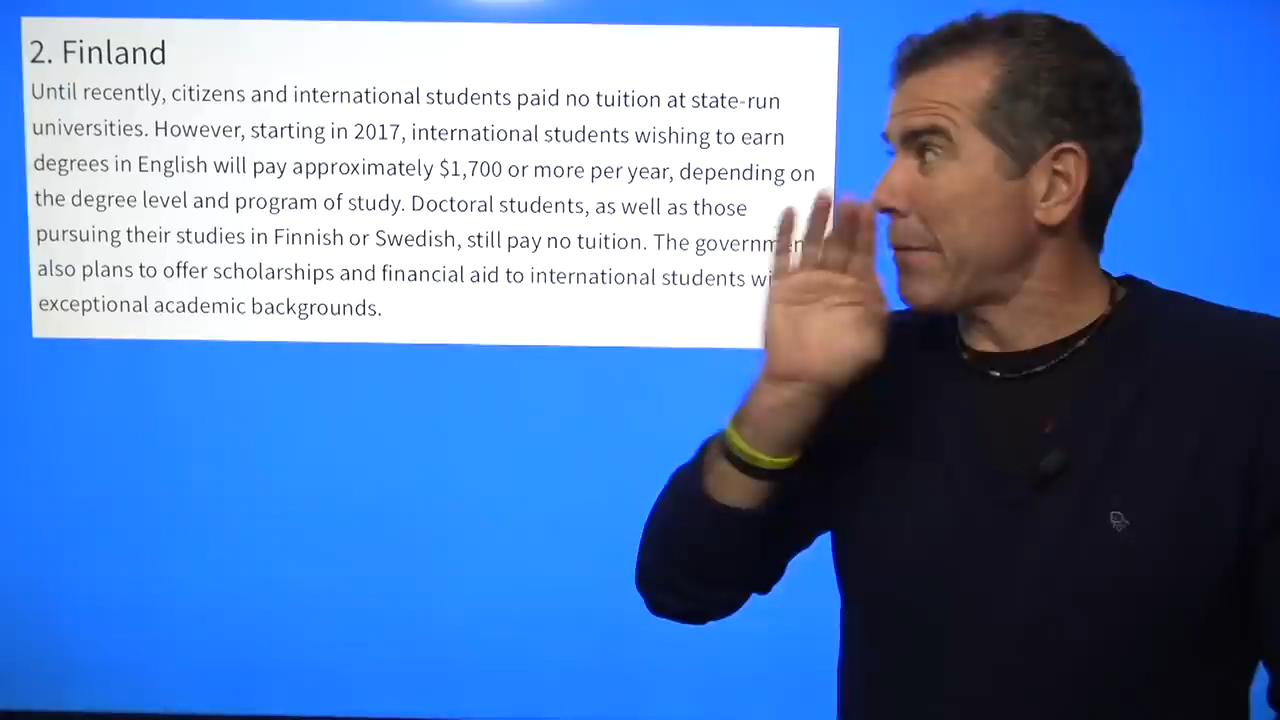 2. Finland
Until recently, citizens and international students paid no tuition at state-run
universities. However, starting in 2017, international students wishing to earn
degrees in English will pay approximately $1,700 or more per year, depending on
the degree level and program of study. Doctoral students, as well as those
pursuing their studies in Finnish or Swedish, still pay no tuition. The
also plans to offer scholarships and financial aid to international students
exceptional academic backgrounds.